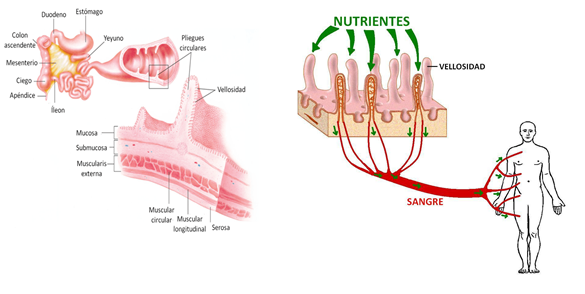 Estómago
Duodeno
Colon
ascendente
Yeyuno
Mesenterio
Ciego
Apéndice
Íleon
Pliegues
circulares
Vellosidad
Mucosa
Submucosa
Muscularis
externa
Muscular
circular
Muscular
longitudinal
Serosa
NUTRIENTES
VELLOSIDAD
SANGRE